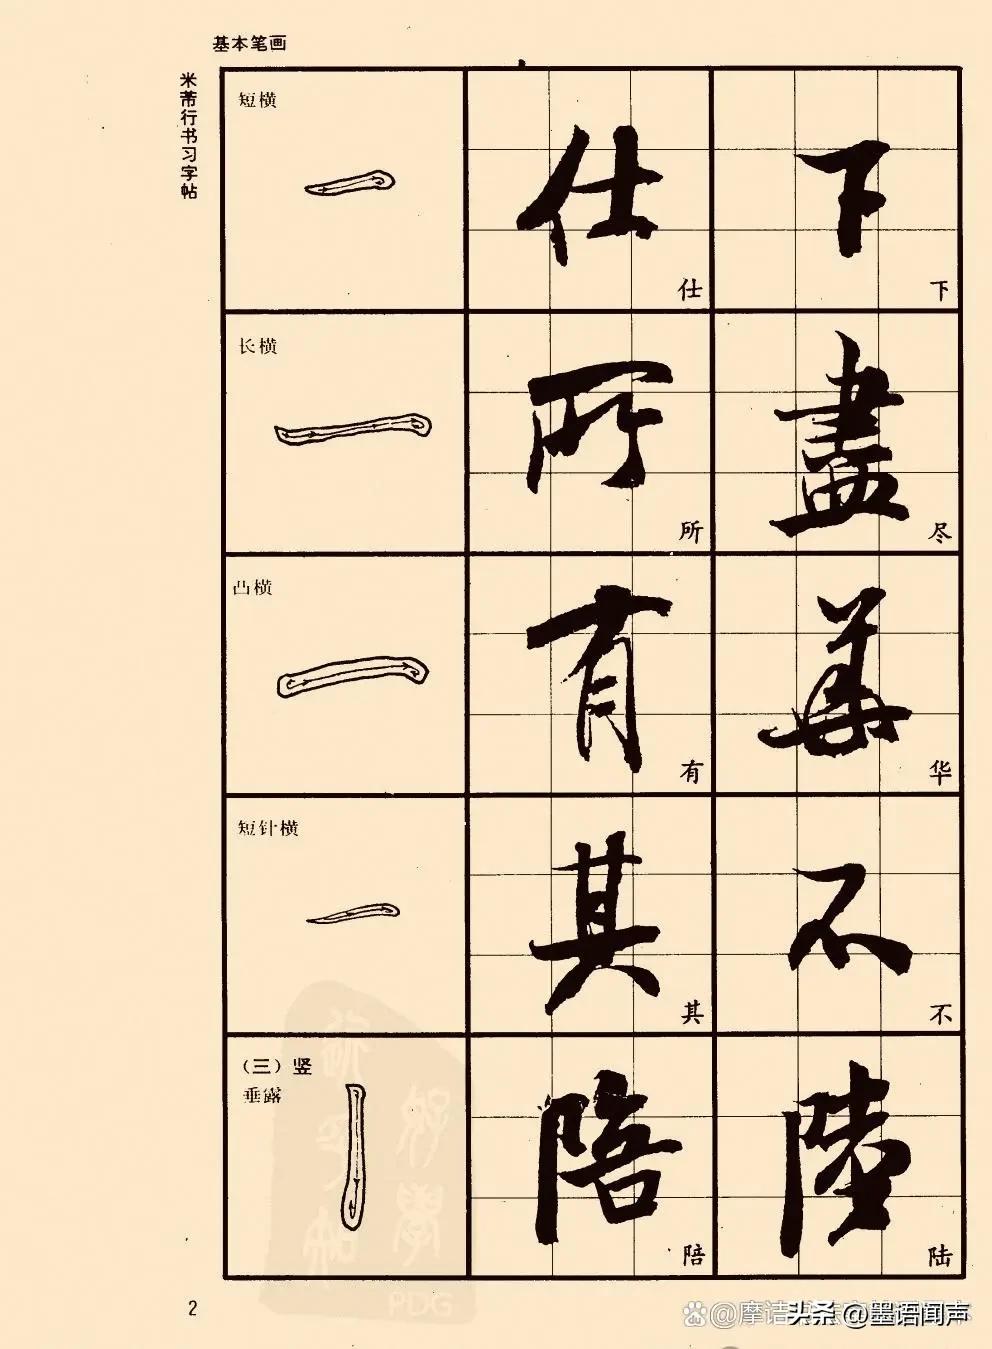 基本笔画
米芾行书习字帖
短横
仕
仕
下
下
长横
所
所
盡
尽
凸横
有
有
華
华
短针横
其
其
不
不
（三）竖
垂露
陪
陪
陸
陆
2
PDG
头条 @墨语闻声